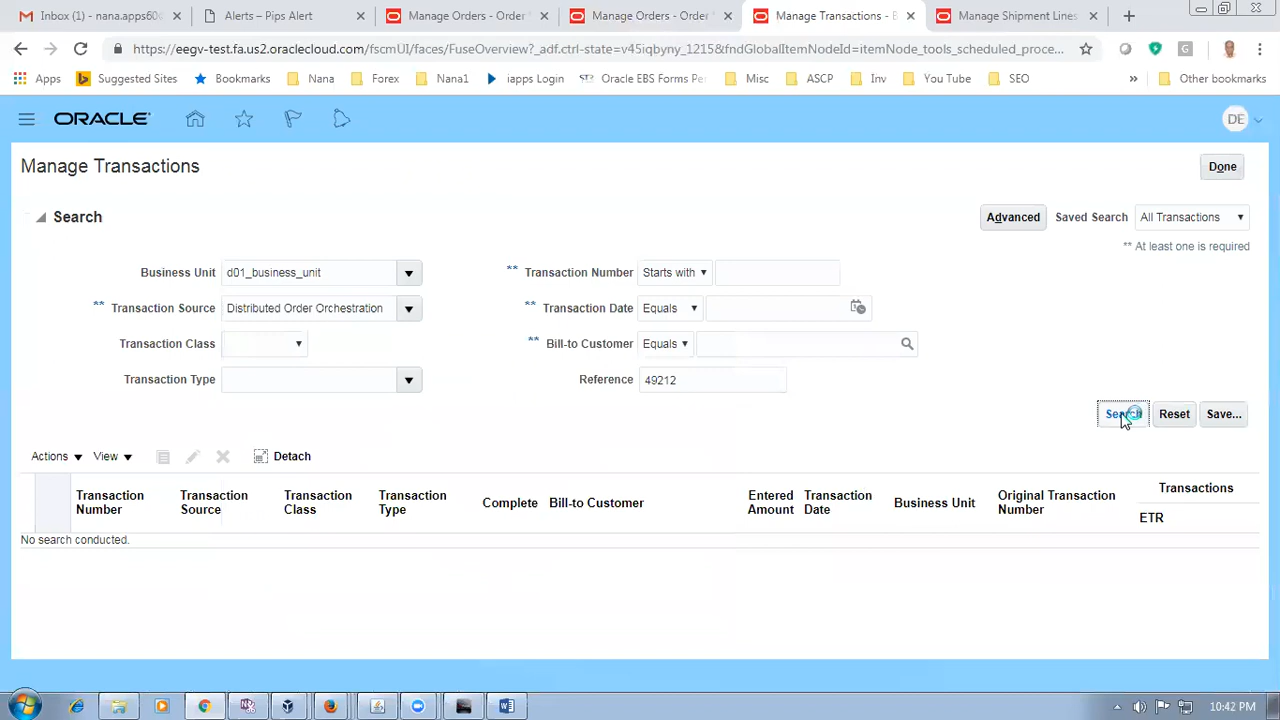 Inbox (1) - nana.apps60
Alerts – Pips Alert
Manage Orders - Order
Manage Orders - Order
Manage Transactions - B
Manage Shipment Lines
https://eegv-test.fa.us2.oraclecloud.com/fscmUI/faces/FuseOverview?_adf.ctrl-state=v45iqbyny_1215&fndGlobalItemNodeId=itemNode_tools_scheduled_proce...
Apps Suggested Sites Bookmarks Nana Forex Nana1 iapps Login Oracle EBS Forms Pe Misc ASCP Inv You Tube SEO » Other bookmarks
ORACLE
DE
Manage Transactions
Done
Search
Advanced Saved Search All Transactions
** At least one is required
Business Unit d01_business_unit
** Transaction Number Starts with
** Transaction Source Distributed Order Orchestration
** Transaction Date Equals
Transaction Class
** Bill-to Customer Equals
Transaction Type
Reference 49212
Search Reset Save...
Actions View Detach
Transaction Number Transaction Source Transaction Class Transaction Type Complete Bill-to Customer Entered Amount Transaction Date Business Unit Original Transaction Number Transactions
ETR
No search conducted.
10:42 PM